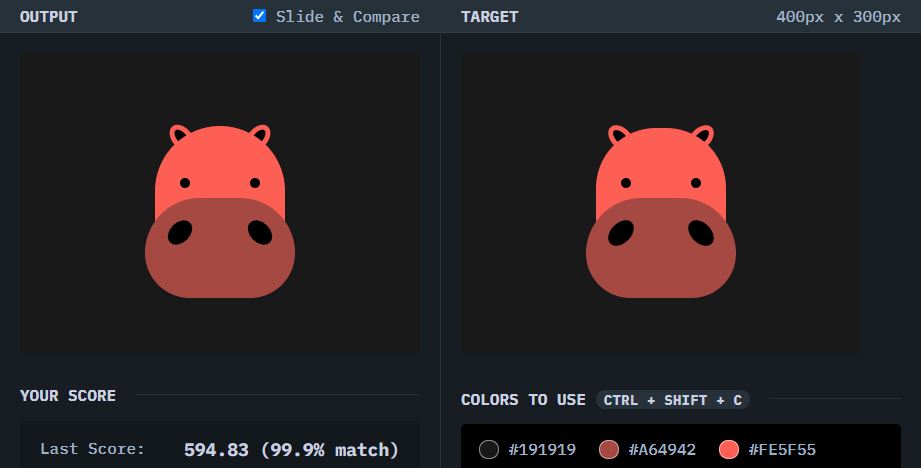 OUTPUT
Slide & Compare
TARGET
400px x 300px
YOUR SCORE
Last Score:
594.83 (99.9% match)
COLORS TO USE
CTRL + SHIFT + C
#191919
#A64942
#FE5F55